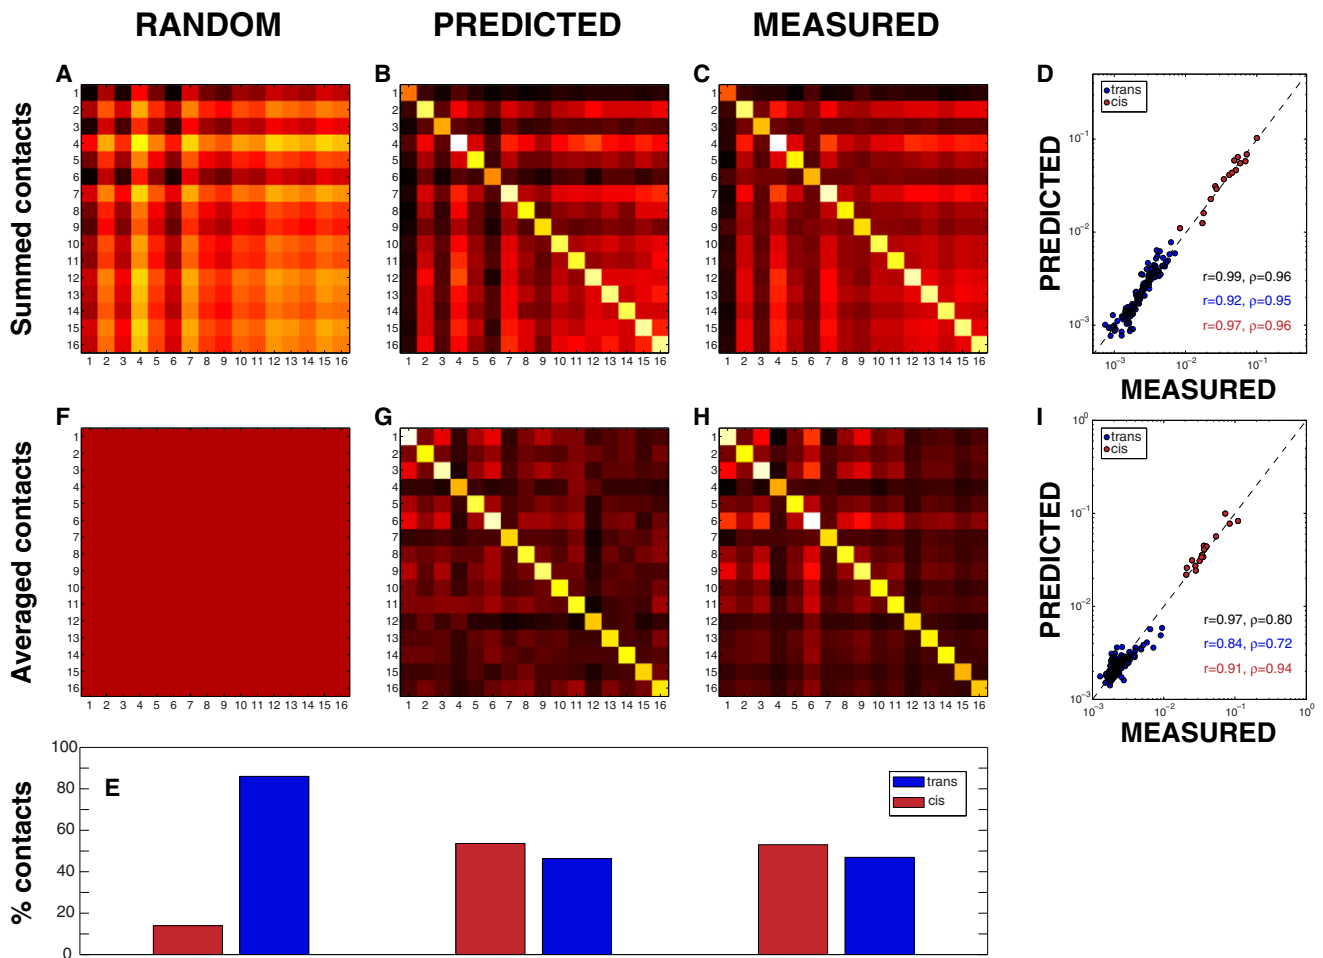 RANDOM
PREDICTED
MEASURED
Summed contacts
A
1
2
3
4
5
6
7
8
9
10
11
12
13
14
15
16
1 2 3 4 5 6 7 8 9 10 11 12 13 14 15 16
B
1
2
3
4
5
6
7
8
9
10
11
12
13
14
15
16
1 2 3 4 5 6 7 8 9 10 11 12 13 14 15 16
C
1
2
3
4
5
6
7
8
9
10
11
12
13
14
15
16
1 2 3 4 5 6 7 8 9 10 11 12 13 14 15 16
D
trans
cis
PREDICTED
10⁻¹
10⁻²
10⁻³
r=0.99, ρ=0.96
r=0.92, ρ=0.95
r=0.97, ρ=0.96
10⁻³ 10⁻² 10⁻¹
MEASURED
Averaged contacts
F
1
2
3
4
5
6
7
8
9
10
11
12
13
14
15
16
1 2 3 4 5 6 7 8 9 10 11 12 13 14 15 16
G
1
2
3
4
5
6
7
8
9
10
11
12
13
14
15
16
1 2 3 4 5 6 7 8 9 10 11 12 13 14 15 16
H
1
2
3
4
5
6
7
8
9
10
11
12
13
14
15
16
1 2 3 4 5 6 7 8 9 10 11 12 13 14 15 16
I
trans
cis
PREDICTED
10⁰
10⁻¹
10⁻²
10⁻³
r=0.97, ρ=0.80
r=0.84, ρ=0.72
r=0.91, ρ=0.94
10⁻³ 10⁻² 10⁻¹ 10⁰
MEASURED
% contacts
100
80
60
40
20
0
E
trans
cis